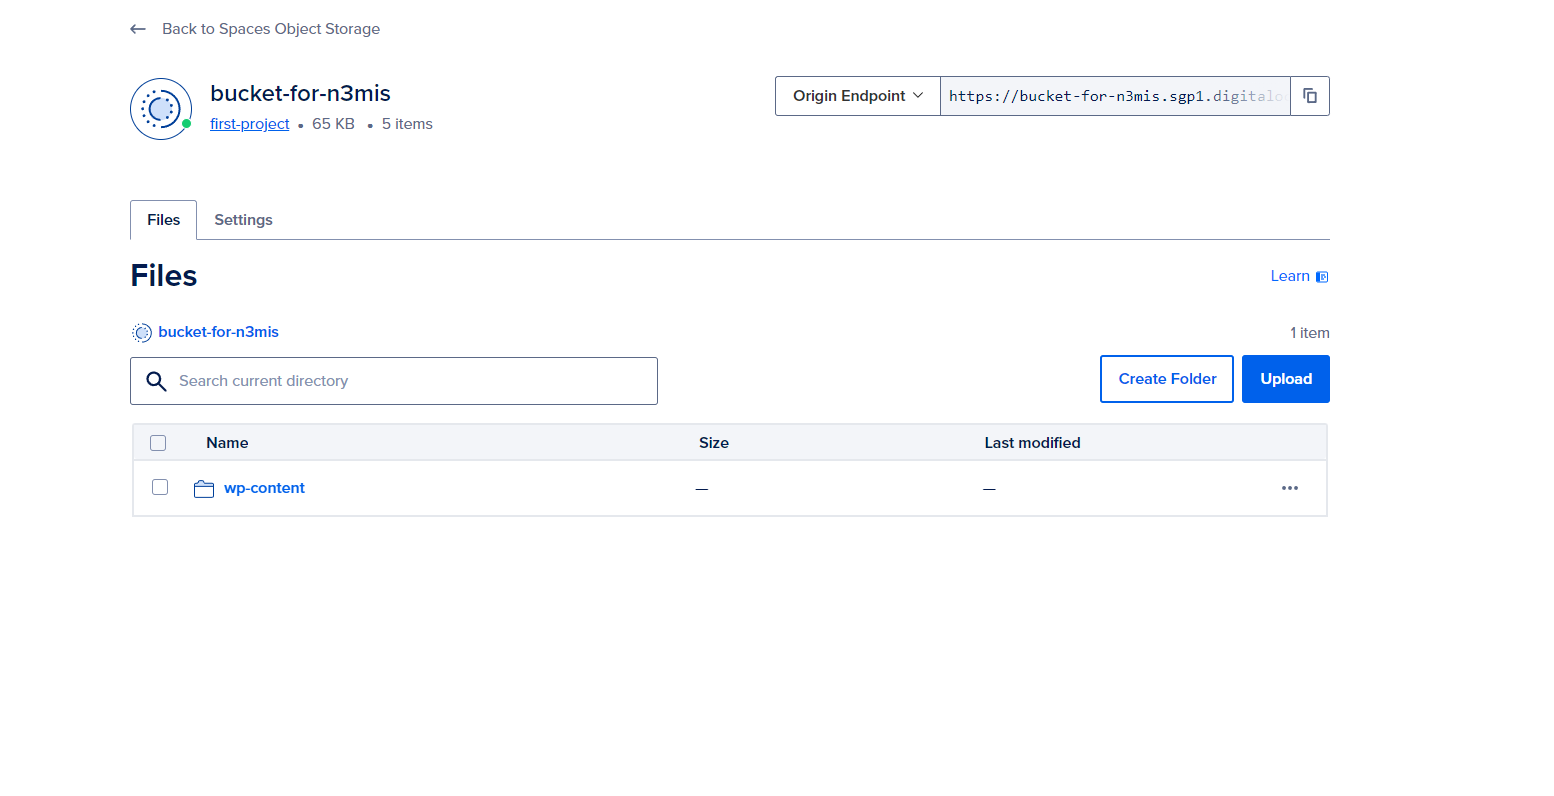 Back to Spaces Object Storage
bucket-for-n3mis
first-project • 65 KB • 5 items
Origin Endpoint https://bucket-for-n3mis.sgp1.digitalo
Files Settings
Files
Learn
bucket-for-n3mis
1 item
Search current directory
Create Folder Upload
Name Size Last modified
wp-content — —